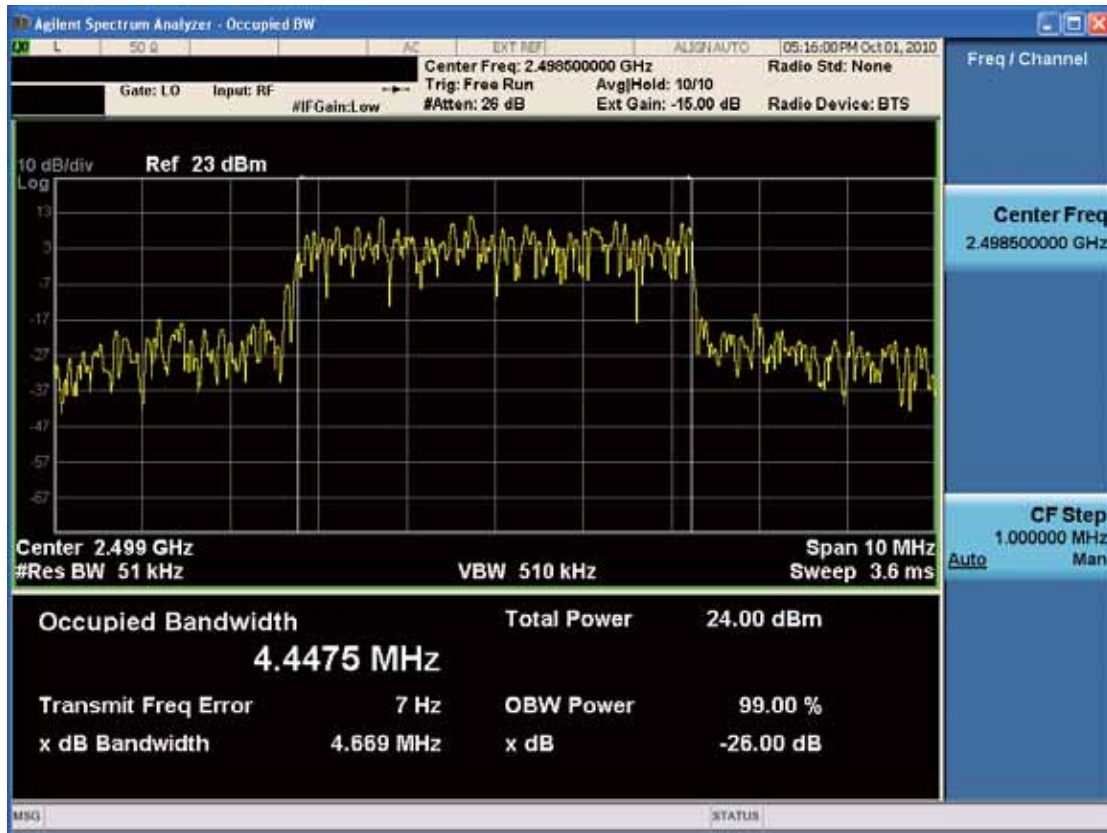 Agilent Spectrum Analyzer - Occupied BW
L 50 Ω AC EXT REF ALIGN AUTO 05:16:00 PM Oct 01, 2010
Center Freq: 2.498500000 GHz Radio Std: None
Gate: LO Input: RF Trig: Free Run Avg|Hold: 10/10
#IFGain:Low #Atten: 26 dB Ext Gain: -15.00 dB Radio Device: BTS
10 dB/div Ref 23 dBm
Log
13
3
-7
-17
-27
-37
-47
-57
-67
Center 2.499 GHz Span 10 MHz
#Res BW 51 kHz VBW 510 kHz Sweep 3.6 ms
Occupied Bandwidth Total Power 24.00 dBm
4.4475 MHz
Transmit Freq Error 7 Hz OBW Power 99.00 %
x dB Bandwidth 4.669 MHz x dB -26.00 dB
MSG STATUS
Freq / Channel
Center Freq
2.498500000 GHz
CF Step
1.000000 MHz
Auto Man